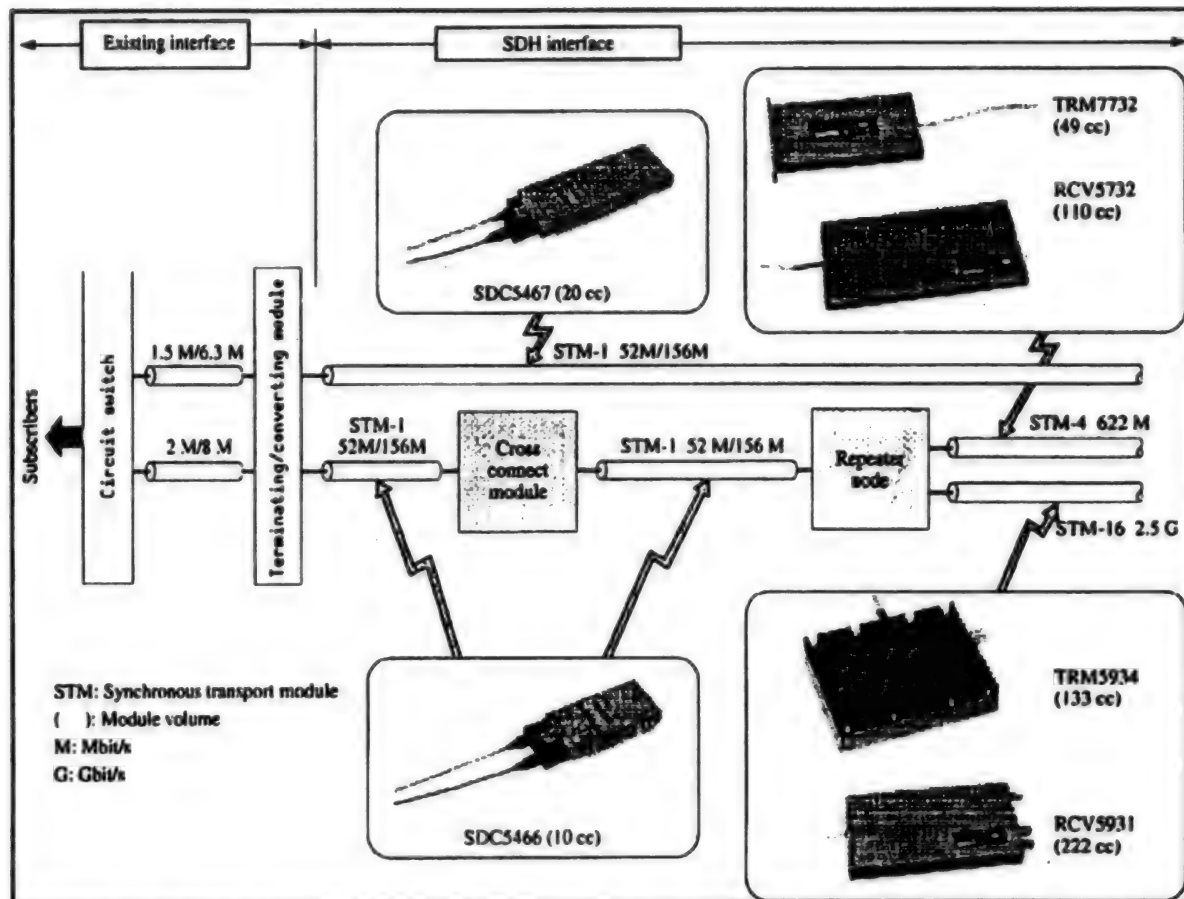 Existing interface
SDH interface
TRM7732
(49 cc)
RCV5732
(110 cc)
SDC5467 (20 cc)
Subscribers
Circuit switch
1.5 M/6.3 M
2 M/8 M
Terminating/converting module
STM-1 52M/156M
STM-1
52M/156M
Cross
connect
module
STM-1 52 M/156 M
Repeater
node
STM-4 622 M
STM-16 2.5 G
STM: Synchronous transport module
( ): Module volume
M: Mbit/s
G: Gbit/s
SDC5466 (10 cc)
TRM5934
(133 cc)
RCV5931
(222 cc)